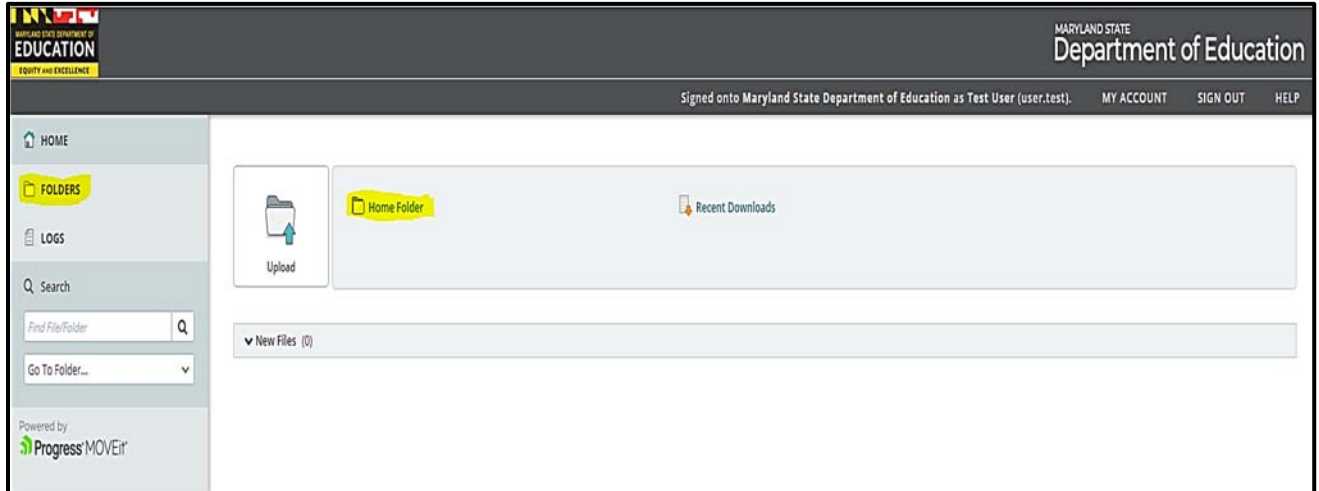 MARYLAND STATE DEPARTMENT OF
EDUCATION
EQUITY AND EXCELLENCE
MARYLAND STATE
Department of Education
Signed onto Maryland State Department of Education as Test User (user.test). MY ACCOUNT SIGN OUT HELP
HOME
FOLDERS
LOGS
Search
Find File/Folder
Go To Folder...
Powered by
Progress MOVEit
Upload
Home Folder
Recent Downloads
New Files (0)